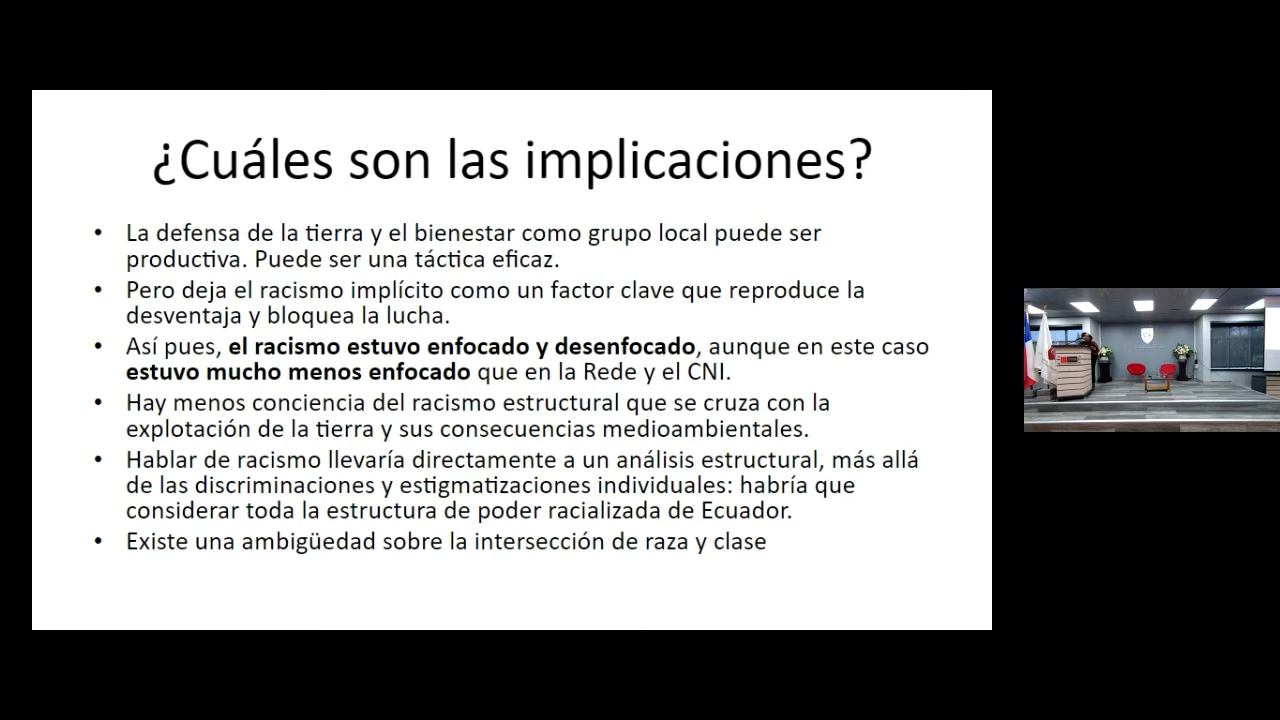 ¿Cuáles son las implicaciones?
• La defensa de la tierra y el bienestar como grupo local puede ser
productiva. Puede ser una táctica eficaz.
• Pero deja el racismo implícito como un factor clave que reproduce la
desventaja y bloquea la lucha.
• Así pues, el racismo estuvo enfocado y desenfocado, aunque en este caso
estuvo mucho menos enfocado que en la Rede y el CNI.
• Hay menos conciencia del racismo estructural que se cruza con la
explotación de la tierra y sus consecuencias medioambientales.
• Hablar de racismo llevaría directamente a un análisis estructural, más allá
de las discriminaciones y estigmatizaciones individuales: habría que
considerar toda la estructura de poder racializada de Ecuador.
• Existe una ambigüedad sobre la intersección de raza y clase